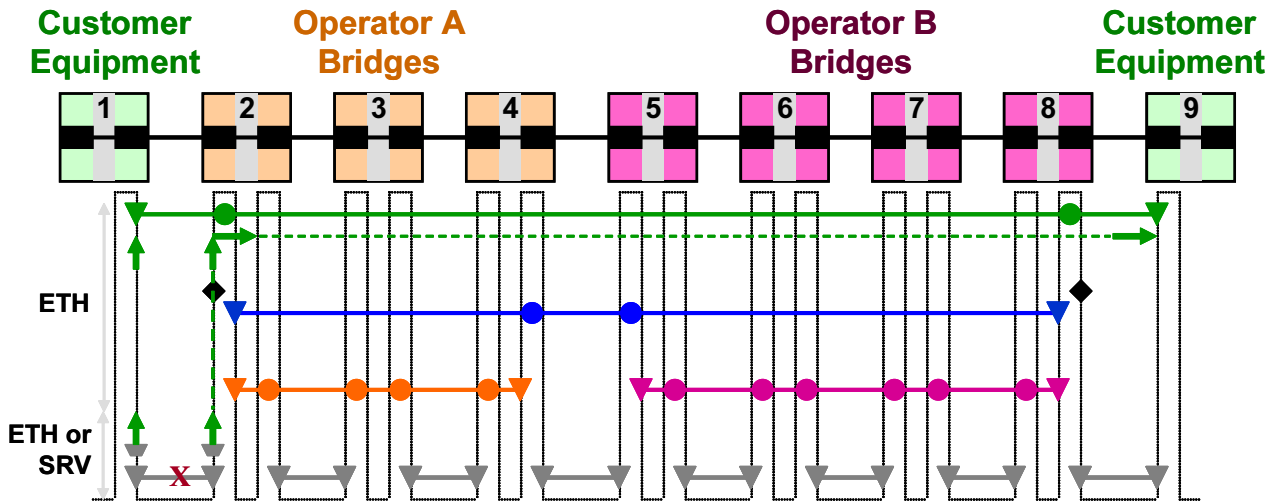 Customer
Equipment
Operator A
Bridges
Operator B
Bridges
Customer
Equipment
1
2
3
4
5
6
7
8
9
ETH
ETH or
SRV
X